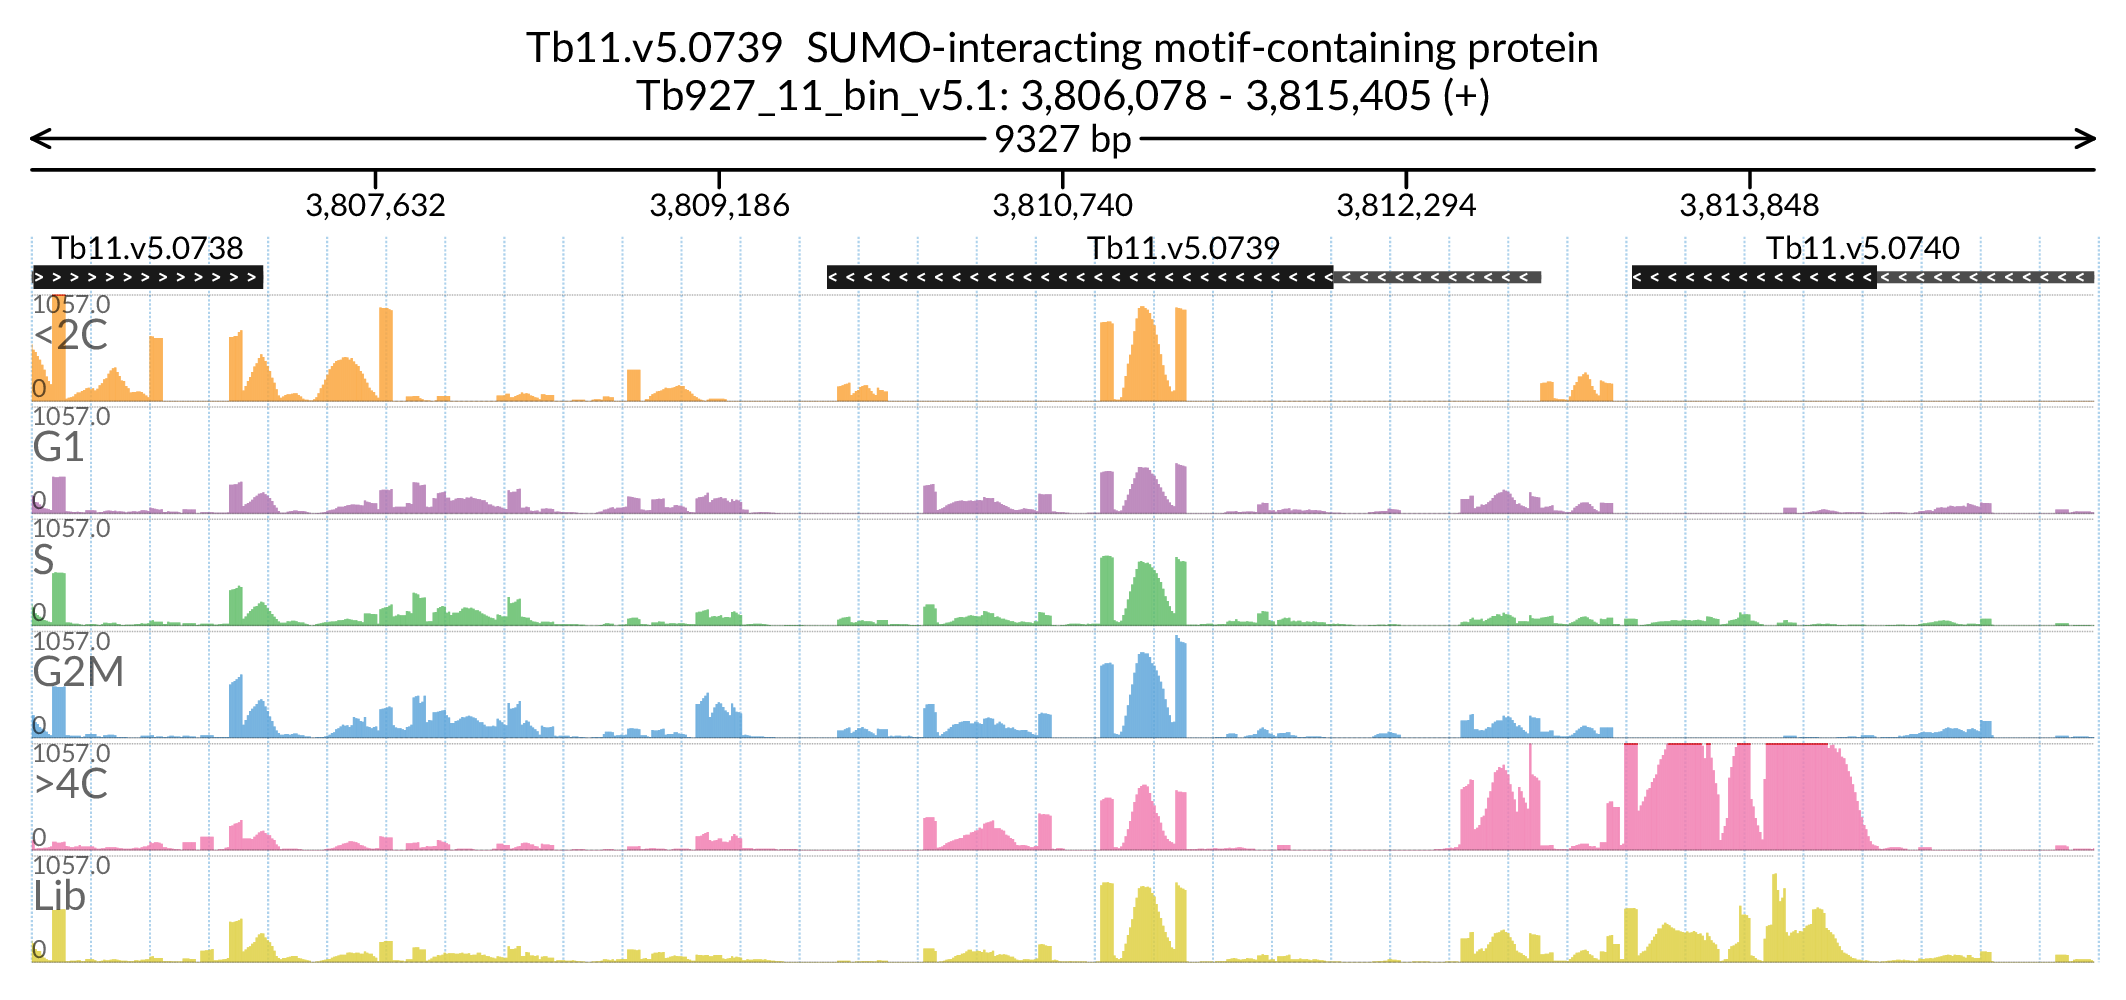 Tb11.v5.0739 SUMO-interacting motif-containing protein
Tb927_11_bin_v5.1: 3,806,078 - 3,815,405 (+)
9327 bp
3,807,632 3,809,186 3,810,740 3,812,294 3,813,848
Tb11.v5.0738 Tb11.v5.0739 Tb11.v5.0740
1057.0
<2C
0
1057.0
G1
0
1057.0
S
0
1057.0
G2M
0
1057.0
>4C
0
1057.0
Lib
0